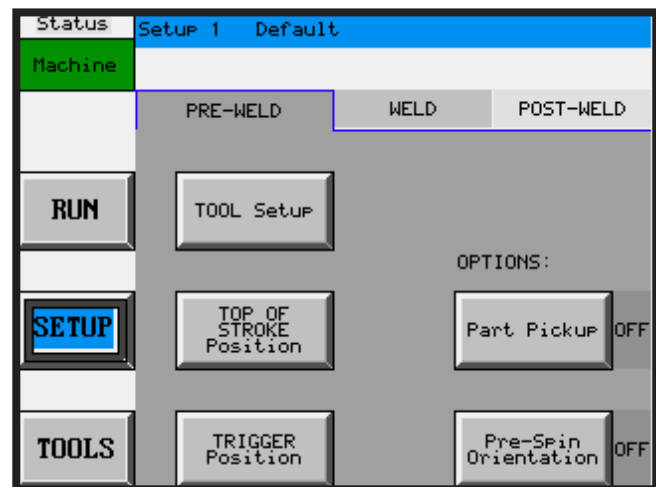 Status
Setup 1 Default
Machine
PRE-WELD
WELD
POST-WELD
RUN
TOOL Setup
OPTIONS:
SETUP
TOP OF
STROKE
Position
Part Pickup
OFF
TOOLS
TRIGGER
Position
Pre-Spin
Orientation
OFF